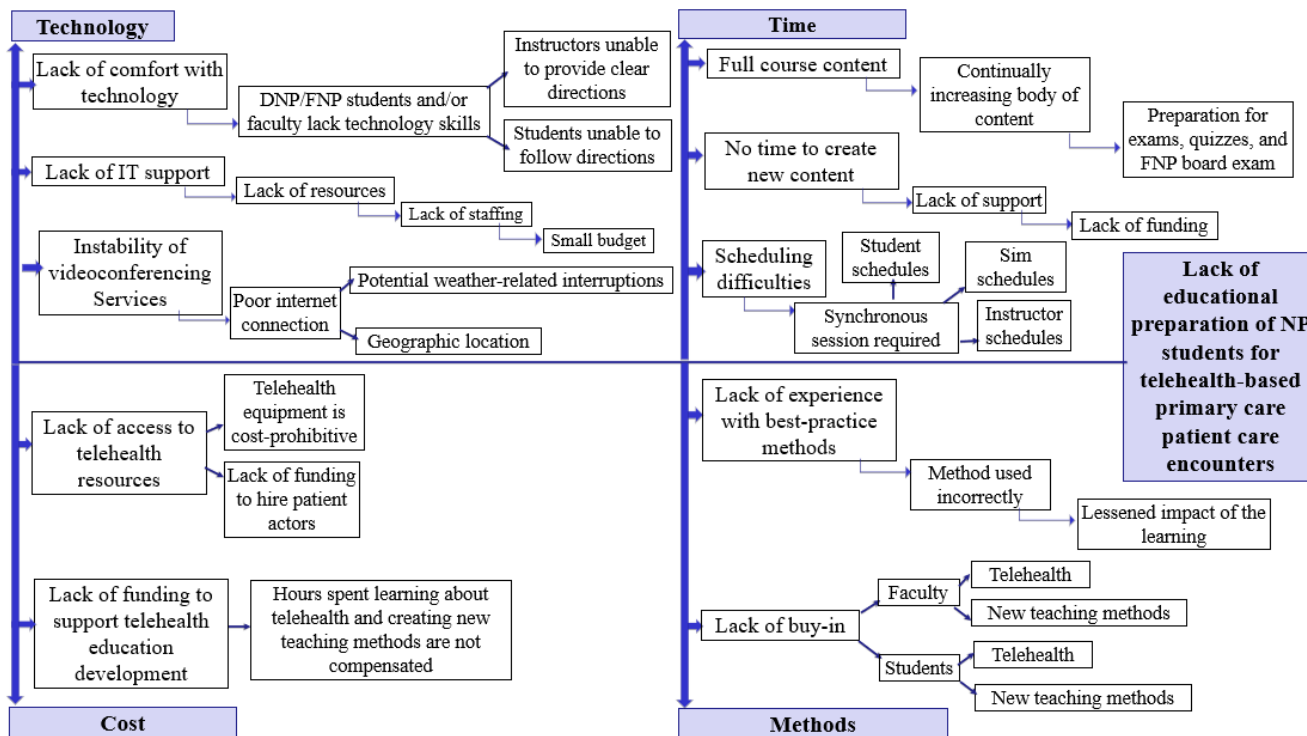 Technology
Lack of comfort with
technology
DNP/FNP students and/or
faculty lack technology skills
Instructors unable
to provide clear
directions
Students unable to
follow directions
Lack of IT support
Lack of resources
Lack of staffing
Small budget
Instability of
videoconferencing
Services
Poor internet
connection
Potential weather-related interruptions
Geographic location
Time
Full course content
Continually
increasing body of
content
Preparation for
exams, quizzes, and
FNP board exam
No time to create
new content
Lack of support
Lack of funding
Scheduling
difficulties
Synchronous
session required
Student
schedules
Sim
schedules
Instructor
schedules
Lack of
educational
preparation of NP
students for
telehealth-based
primary care
patient care
encounters
Lack of access to
telehealth
resources
Telehealth
equipment is
cost-prohibitive
Lack of funding
to hire patient
actors
Lack of funding to
support telehealth
education
development
Hours spent learning about
telehealth and creating new
teaching methods are not
compensated
Cost
Lack of experience
with best-practice
methods
Method used
incorrectly
Lessened impact of the
learning
Lack of buy-in
Faculty
Telehealth
New teaching methods
Students
Telehealth
New teaching methods
Methods